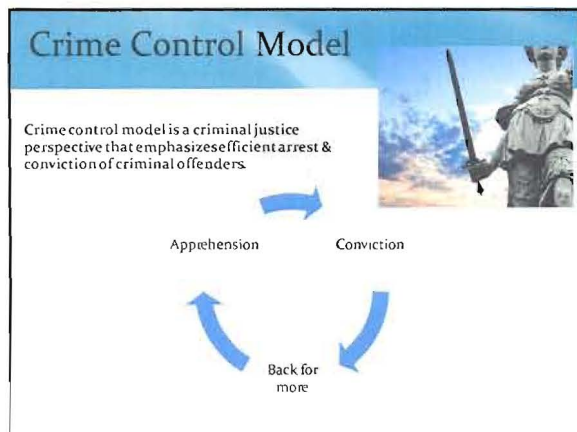 Crime Control Model
Crime control model is a criminal justice
perspective that emphasizes efficient arrest &
conviction of criminal offenders.
Apprehension
Conviction
Back for
more